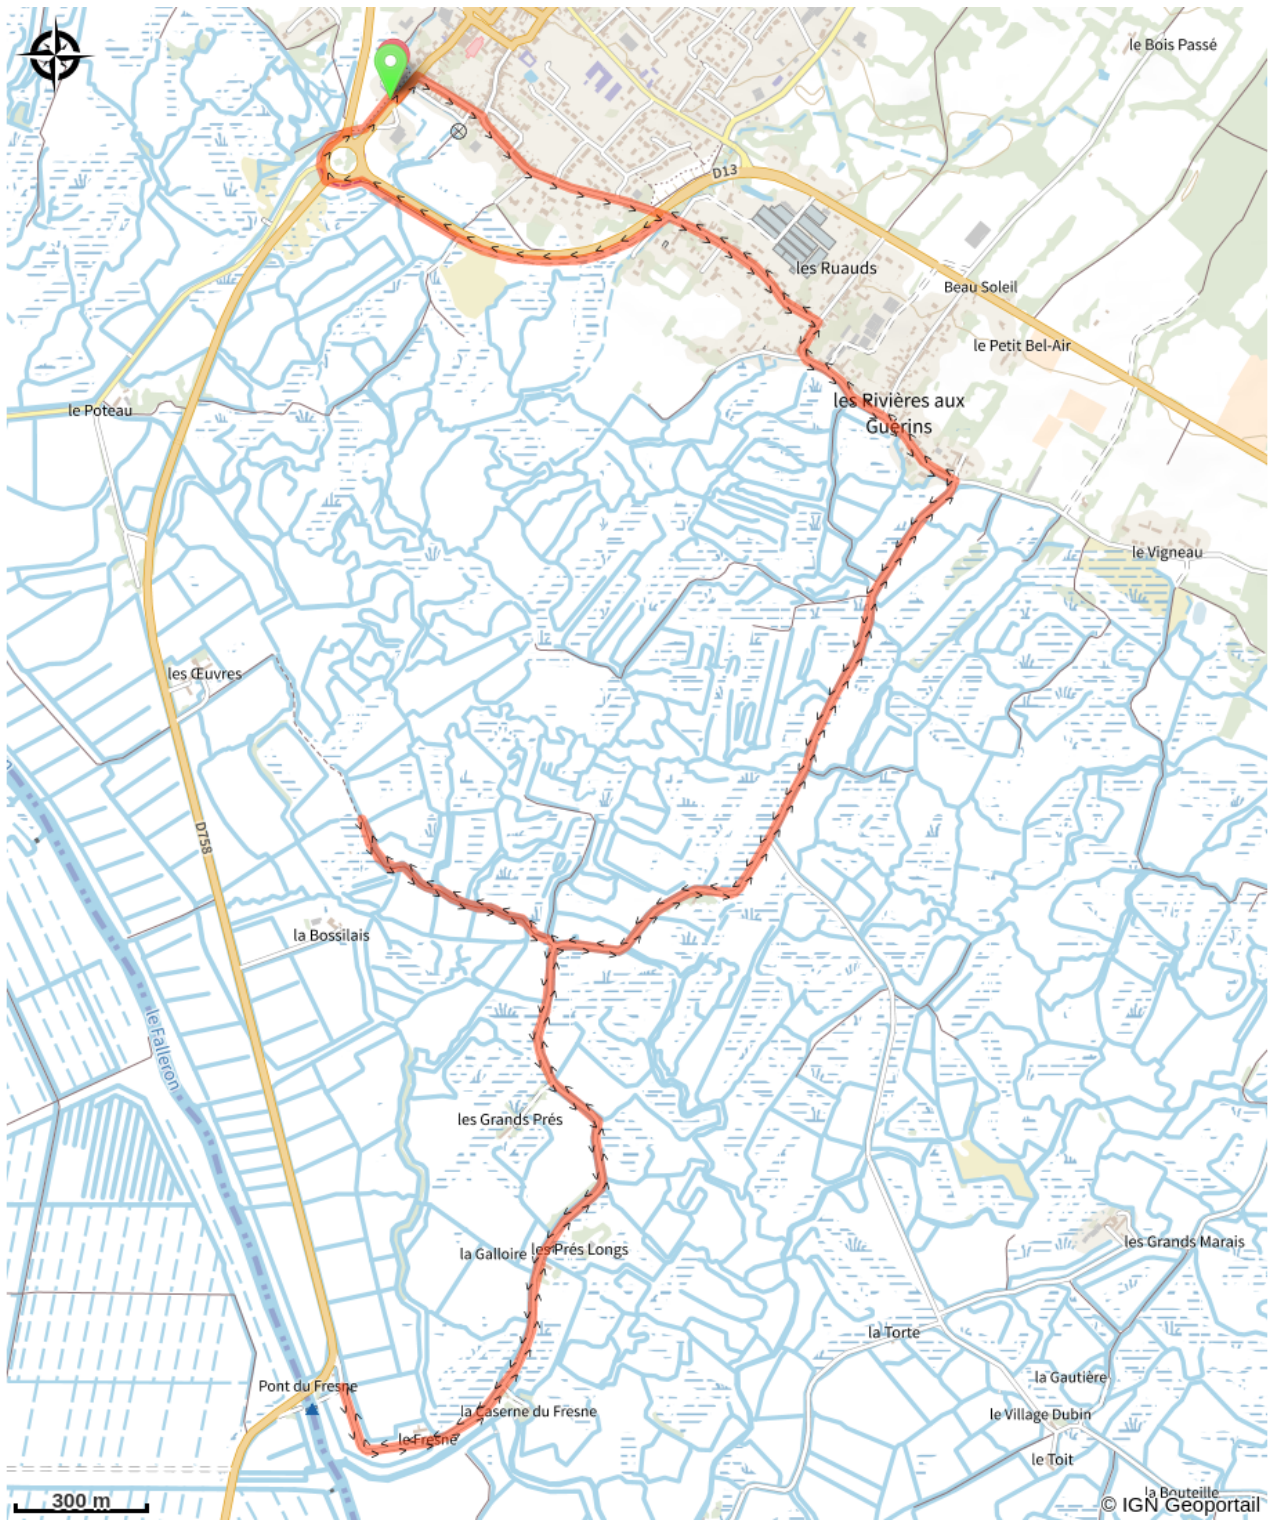 le Bois Passé
D13
les Ruauds
Beau Soleil
le Petit Bel-Air
les Rivières aux
Guérins
le Poteau
le Vigneau
les Œuvres
D758
la Bossilais
le Falleron
les Grands Prés
la Galloire
les Prés Longs
les Grands Marais
la Torte
Pont du Fresne
la Gautière
la Caserne du Fresne
le Village Dubin
le Fresne
le Toit
la Bouteille
300 m
© IGN Geoportail